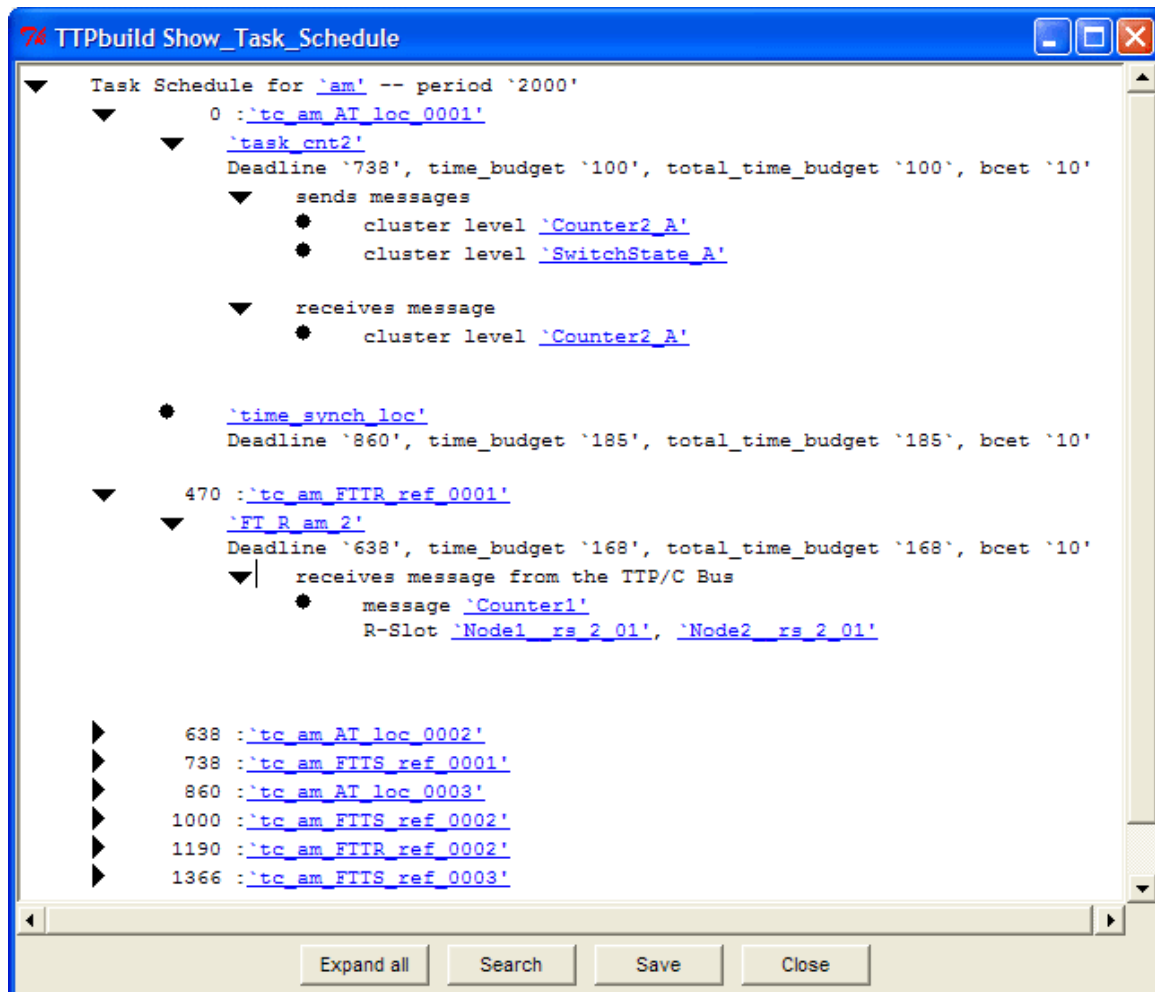 TTPbuild Show_Task_Schedule
Task Schedule for `am' -- period `2000'
0 :`tc_am_AT_loc_0001'
`task_cnt2'
Deadline `738', time_budget `100', total_time_budget `100`, bcet `10'
sends messages
cluster level `Counter2_A'
cluster level `SwitchState_A'
receives message
cluster level `Counter2_A'
`time_synch_loc'
Deadline `860', time_budget `185', total_time_budget `185`, bcet `10'
470 :`tc_am_FTTR_ref_0001'
`FT_R_am_2'
Deadline `638', time_budget `168', total_time_budget `168`, bcet `10'
receives message from the TTP/C Bus
message `Counter1'
R-Slot `Node1__rs_2_01', `Node2__rs_2_01'
638 :`tc_am_AT_loc_0002'
738 :`tc_am_FTTS_ref_0001'
860 :`tc_am_AT_loc_0003'
1000 :`tc_am_FTTS_ref_0002'
1190 :`tc_am_FTTR_ref_0002'
1366 :`tc_am_FTTS_ref_0003'
Expand all Search Save Close